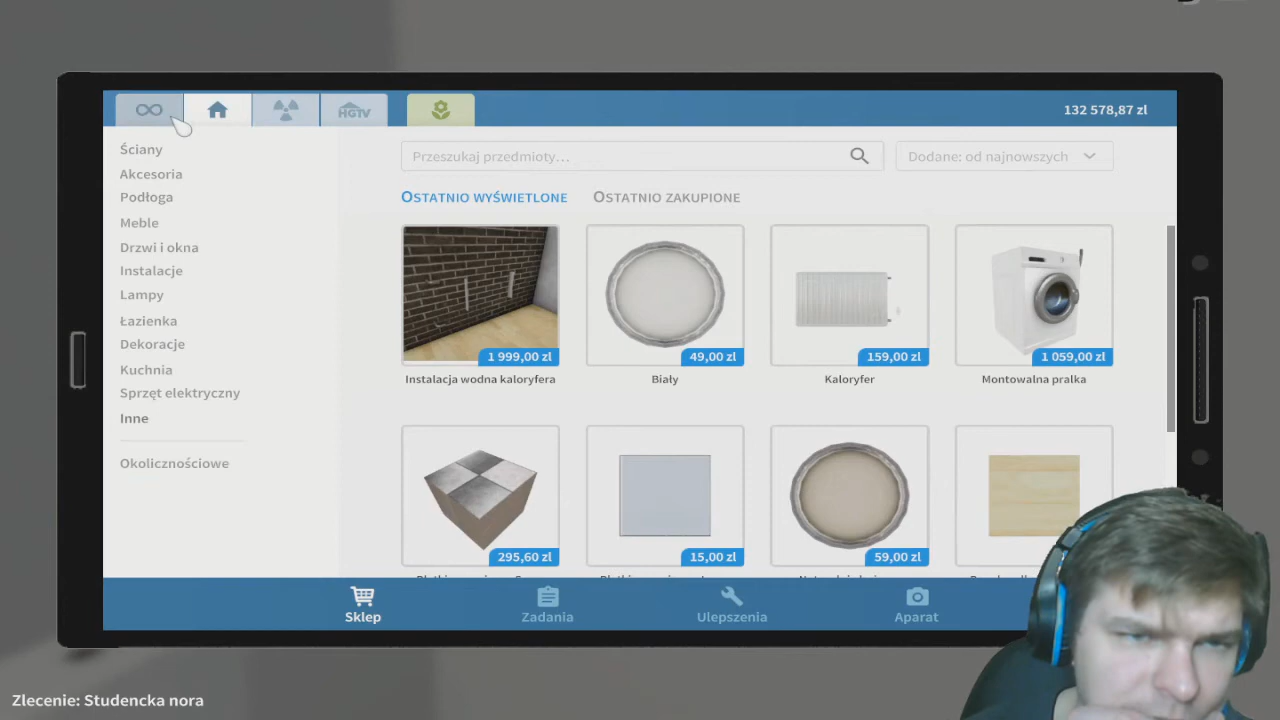 HGTV
132 578,87 zl
Ściany
Akcesoria
Podłoga
Meble
Drzwi i okna
Instalacje
Lampy
Łazienka
Dekoracje
Kuchnia
Sprzęt elektryczny
Inne
Okolicznościowe
Przeszukaj przedmioty...
Dodane: od najnowszych
OSTATNIO WYŚWIETLONE
OSTATNIO ZAKUPIONE
1 999,00 zl
49,00 zl
159,00 zl
1 059,00 zl
Instalacja wodna kaloryfera
Biały
Kaloryfer
Montowalna pralka
295,60 zl
15,00 zl
59,00 zl
Sklep
Zadania
Ulepszenia
Aparat
Zlecenie: Studencka nora